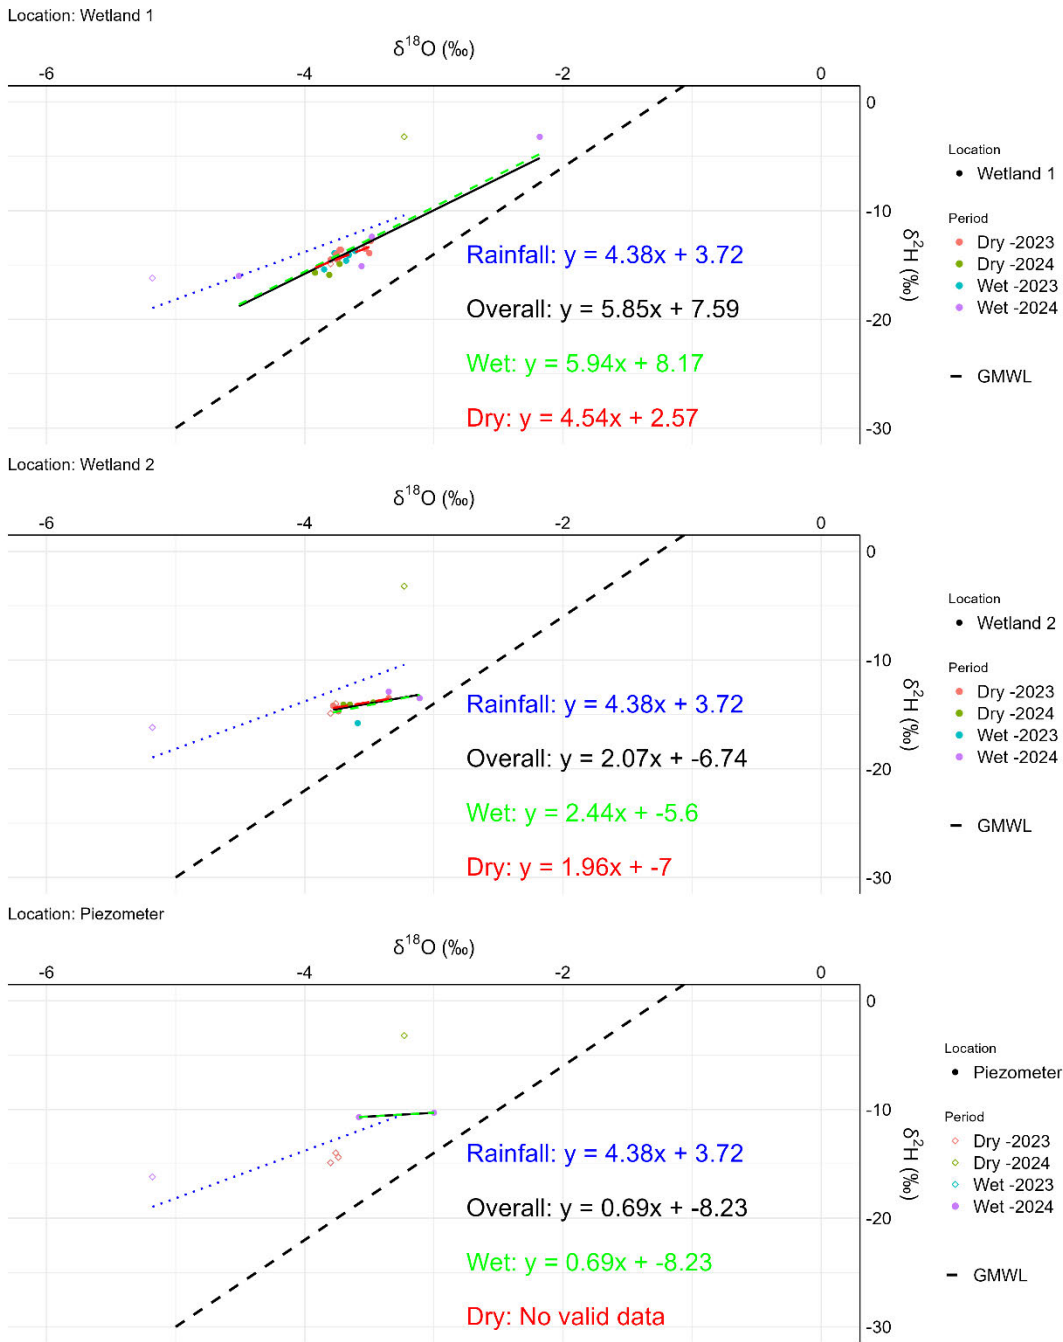 Location: Wetland 1
δ18O (‰)
-6 -4 -2 0
0
-10
-20
-30
δ2H (‰)
Rainfall: y = 4.38x + 3.72
Overall: y = 5.85x + 7.59
Wet: y = 5.94x + 8.17
Dry: y = 4.54x + 2.57
Location
Wetland 1
Period
Dry -2023
Dry -2024
Wet -2023
Wet -2024
GMWL
Location: Wetland 2
δ18O (‰)
-6 -4 -2 0
0
-10
-20
-30
δ2H (‰)
Rainfall: y = 4.38x + 3.72
Overall: y = 2.07x + -6.74
Wet: y = 2.44x + -5.6
Dry: y = 1.96x + -7
Location
Wetland 2
Period
Dry -2023
Dry -2024
Wet -2023
Wet -2024
GMWL
Location: Piezometer
δ18O (‰)
-6 -4 -2 0
0
-10
-20
-30
δ2H (‰)
Rainfall: y = 4.38x + 3.72
Overall: y = 0.69x + -8.23
Wet: y = 0.69x + -8.23
Dry: No valid data
Location
Piezometer
Period
Dry -2023
Dry -2024
Wet -2023
Wet -2024
GMWL